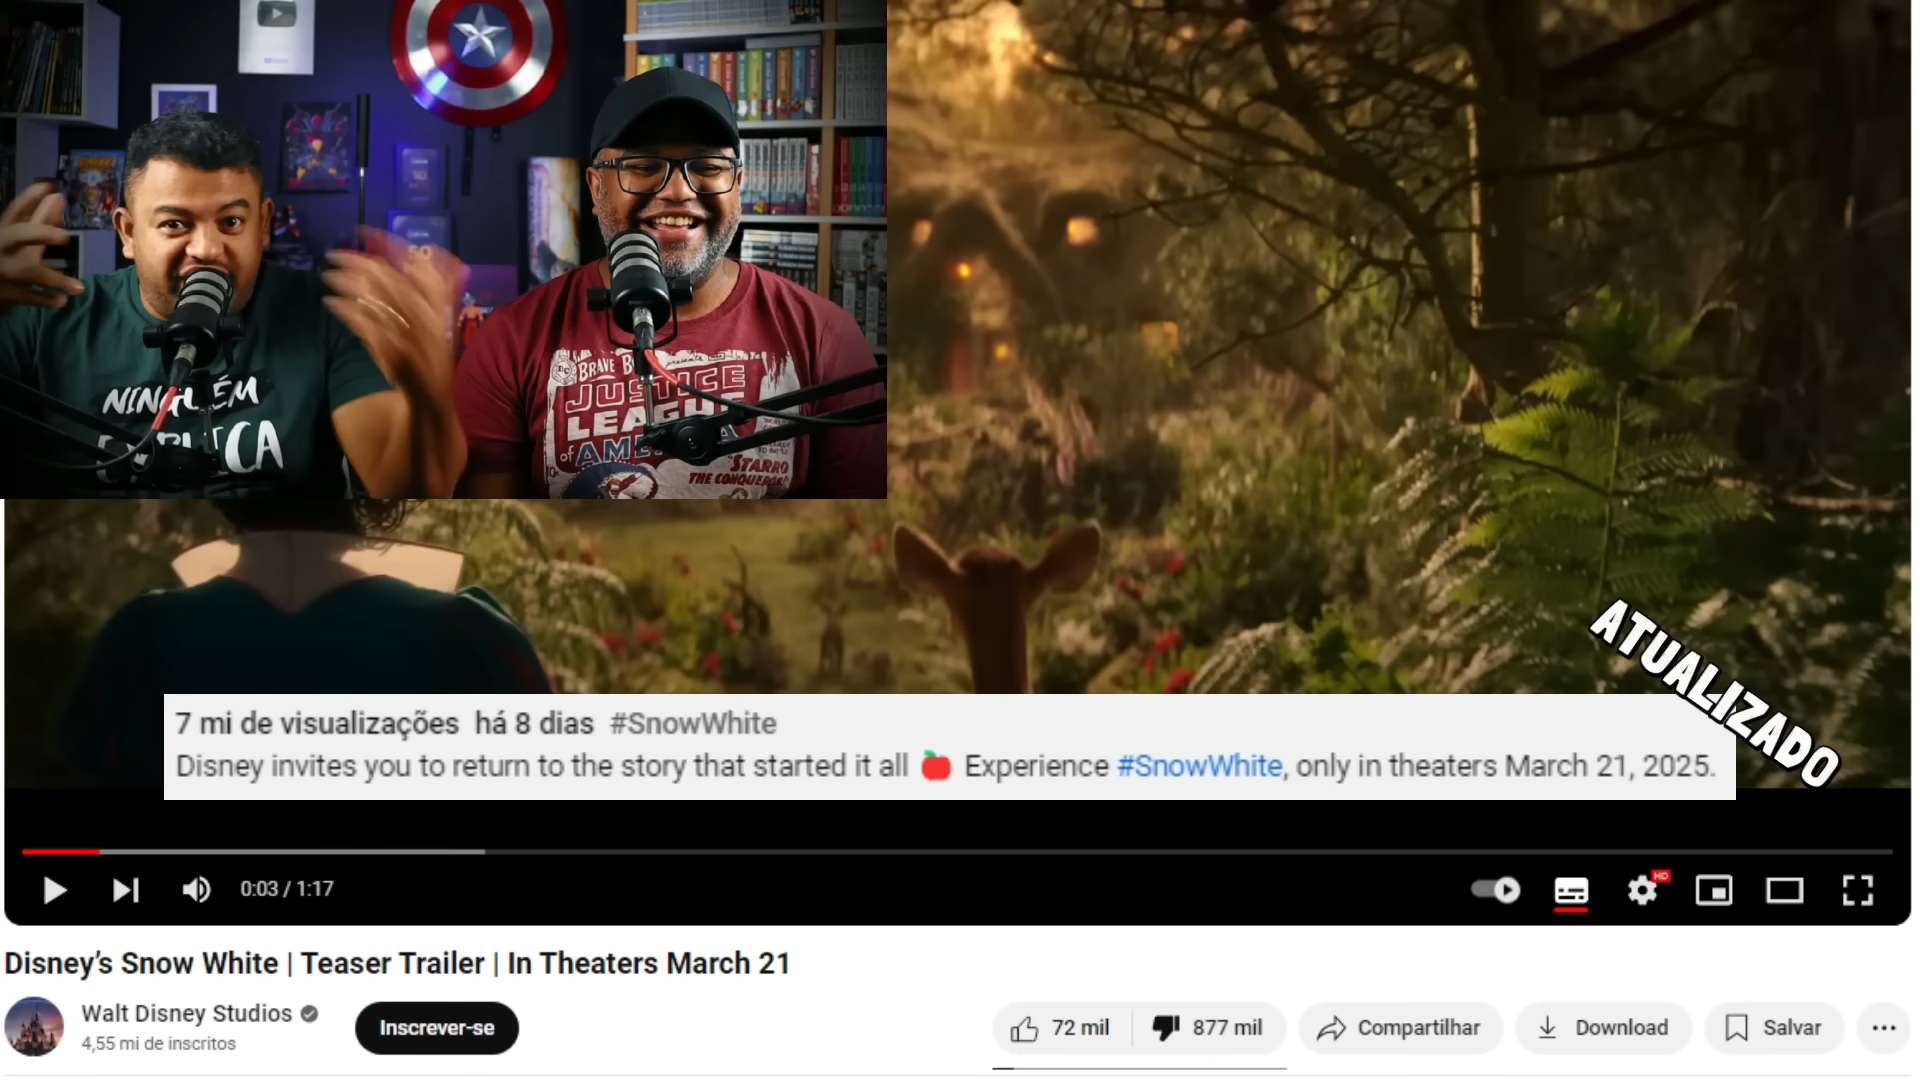 NINGUÉM
EXPLICA
BRAVE
presents
JUSTICE
LEAGUE
of AMERICA
STARRO
THE CONQUEROR
ATUALIZADO
7 mi de visualizações há 8 dias #SnowWhite
Disney invites you to return to the story that started it all 🍎 Experience #SnowWhite, only in theaters March 21, 2025.
0:03 / 1:17
HD
Disney’s Snow White | Teaser Trailer | In Theaters March 21
Walt Disney Studios
4,55 mi de inscritos
Inscrever-se
72 mil
877 mil
Compartilhar
Download
Salvar